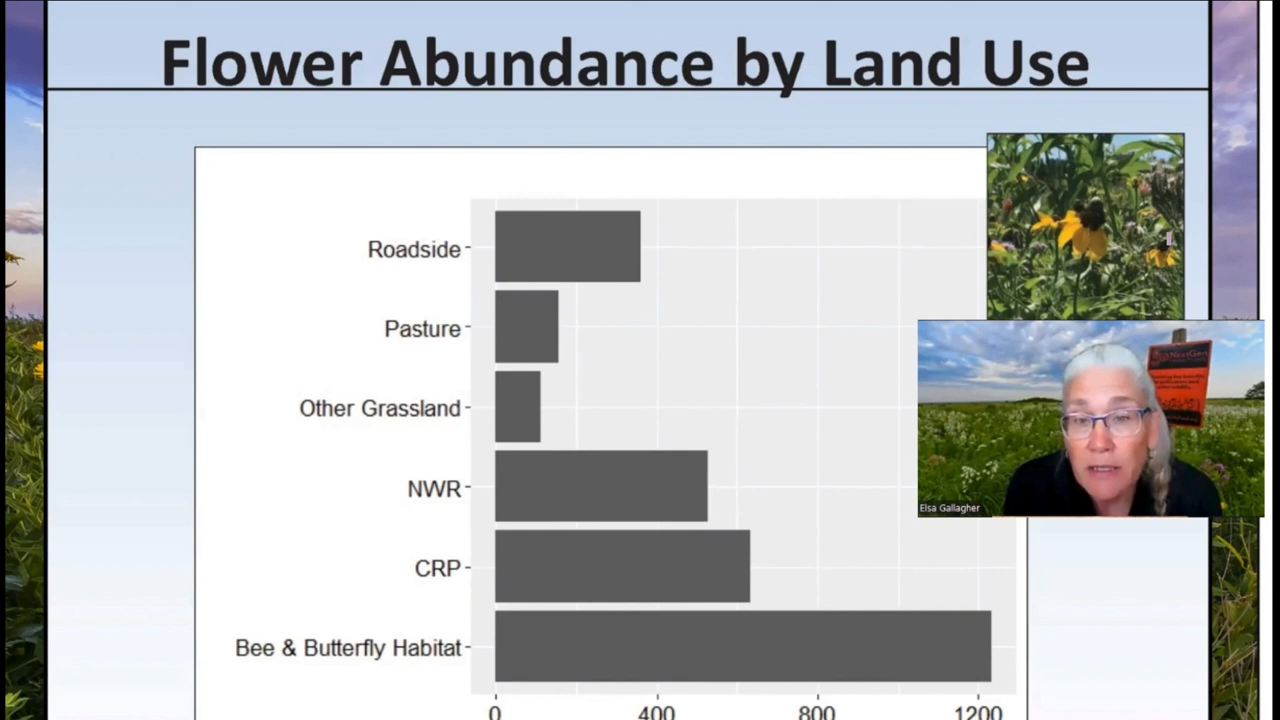 Flower Abundance by Land Use
Roadside
Pasture
Other Grassland
NWR
CRP
Bee & Butterfly Habitat
0 400 800 1200
Elsa Gallagher